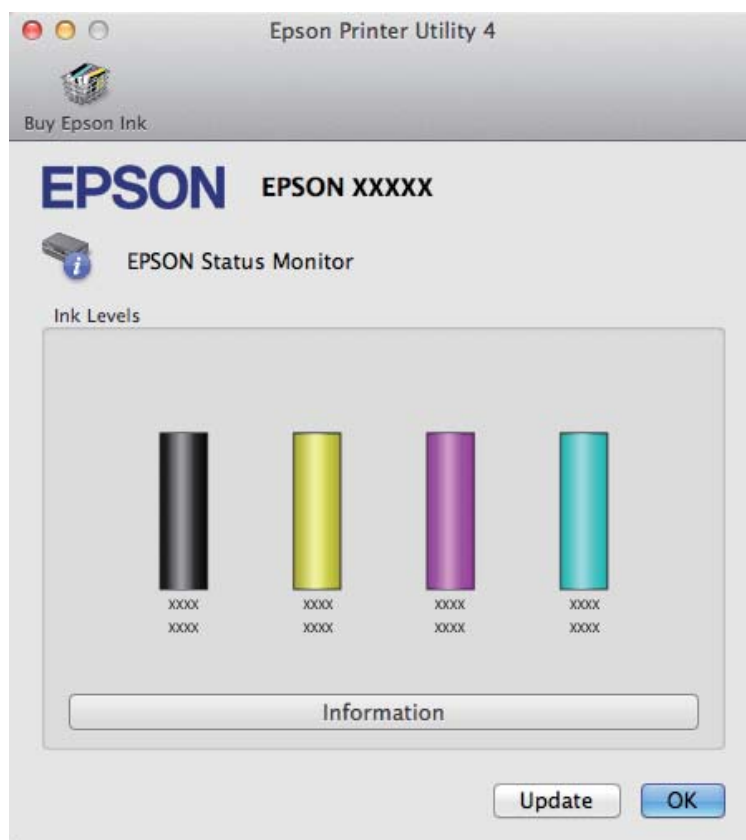 Epson Printer Utility 4
Buy Epson Ink
EPSON EPSON XXXXX
EPSON Status Monitor
Ink Levels
xxxx xxxx xxxx xxxx
xxxx xxxx xxxx xxxx
Information
Update OK